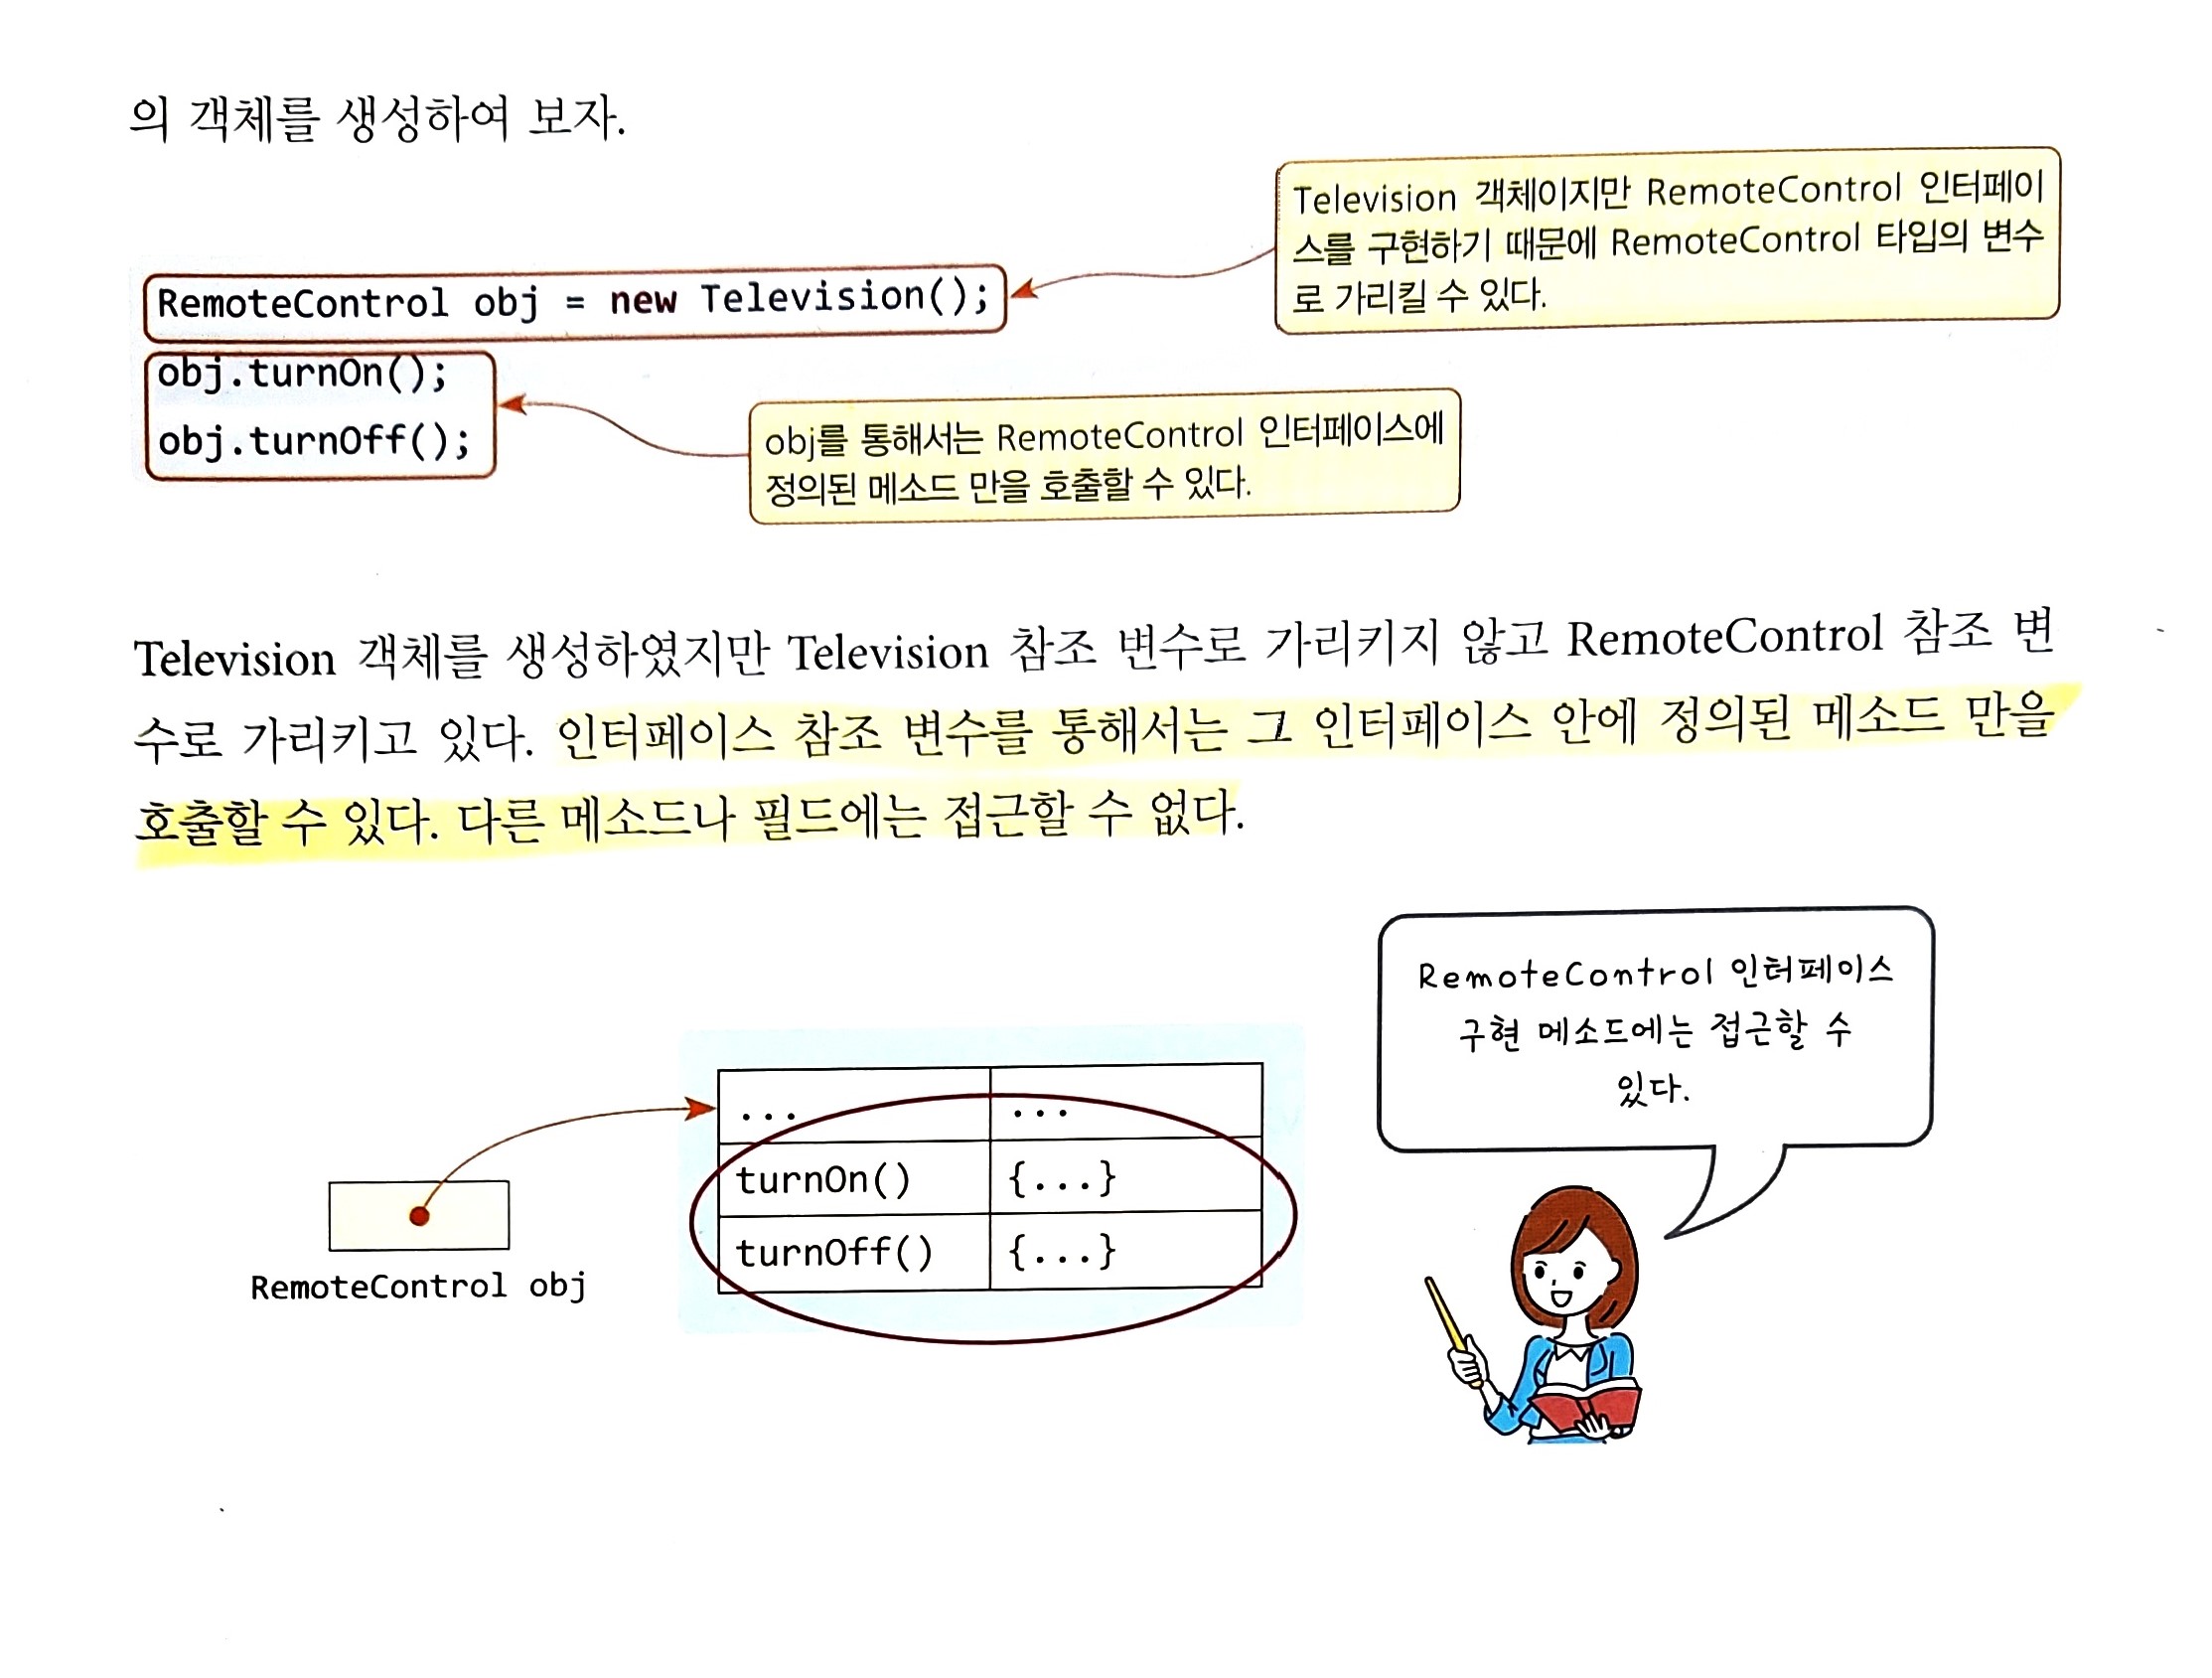 의 객체를 생성하여 보자.
Television 객체이지만 RemoteControl 인터페이
스를 구현하기 때문에 RemoteControl 타입의 변수
로 가리킬 수 있다.
RemoteControl obj = new Television();
obj.turnOn();
obj.turnOff();
obj를 통해서는 RemoteControl 인터페이스에
정의된 메소드 만을 호출할 수 있다.
Television 객체를 생성하였지만 Television 참조 변수로 가리키지 않고 RemoteControl 참조 변
수로 가리키고 있다. 인터페이스 참조 변수를 통해서는 그 인터페이스 안에 정의된 메소드 만을
호출할 수 있다. 다른 메소드나 필드에는 접근할 수 없다.
RemoteControl 인터페이스
구현 메소드에는 접근할 수
있다.
... ...
turnOn() {...}
turnOff() {...}
RemoteControl obj